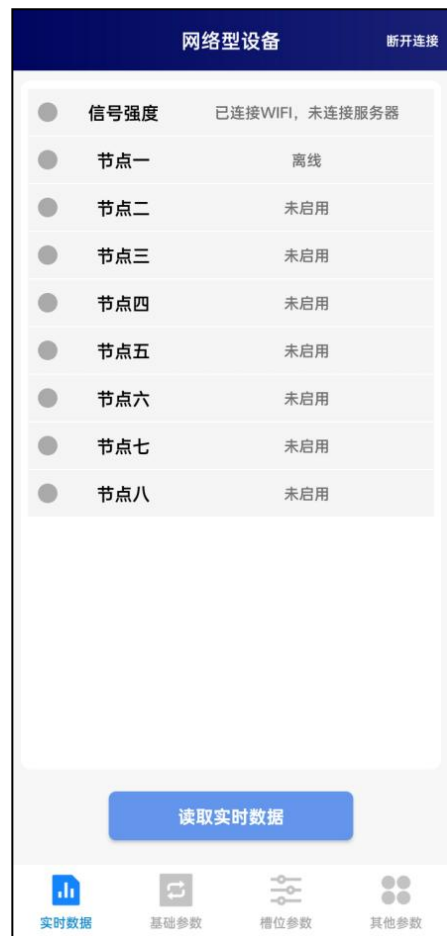 网络型设备 断开连接
信号强度 已连接WIFI，未连接服务器
节点一 离线
节点二 未启用
节点三 未启用
节点四 未启用
节点五 未启用
节点六 未启用
节点七 未启用
节点八 未启用
读取实时数据
实时数据 基础参数 槽位参数 其他参数